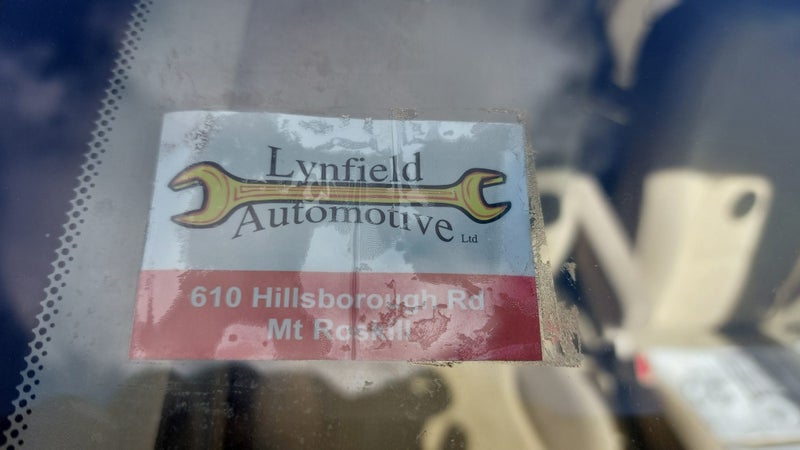 Lynfield
Automotive Ltd
610 Hillsborough Rd
Mt Roskill